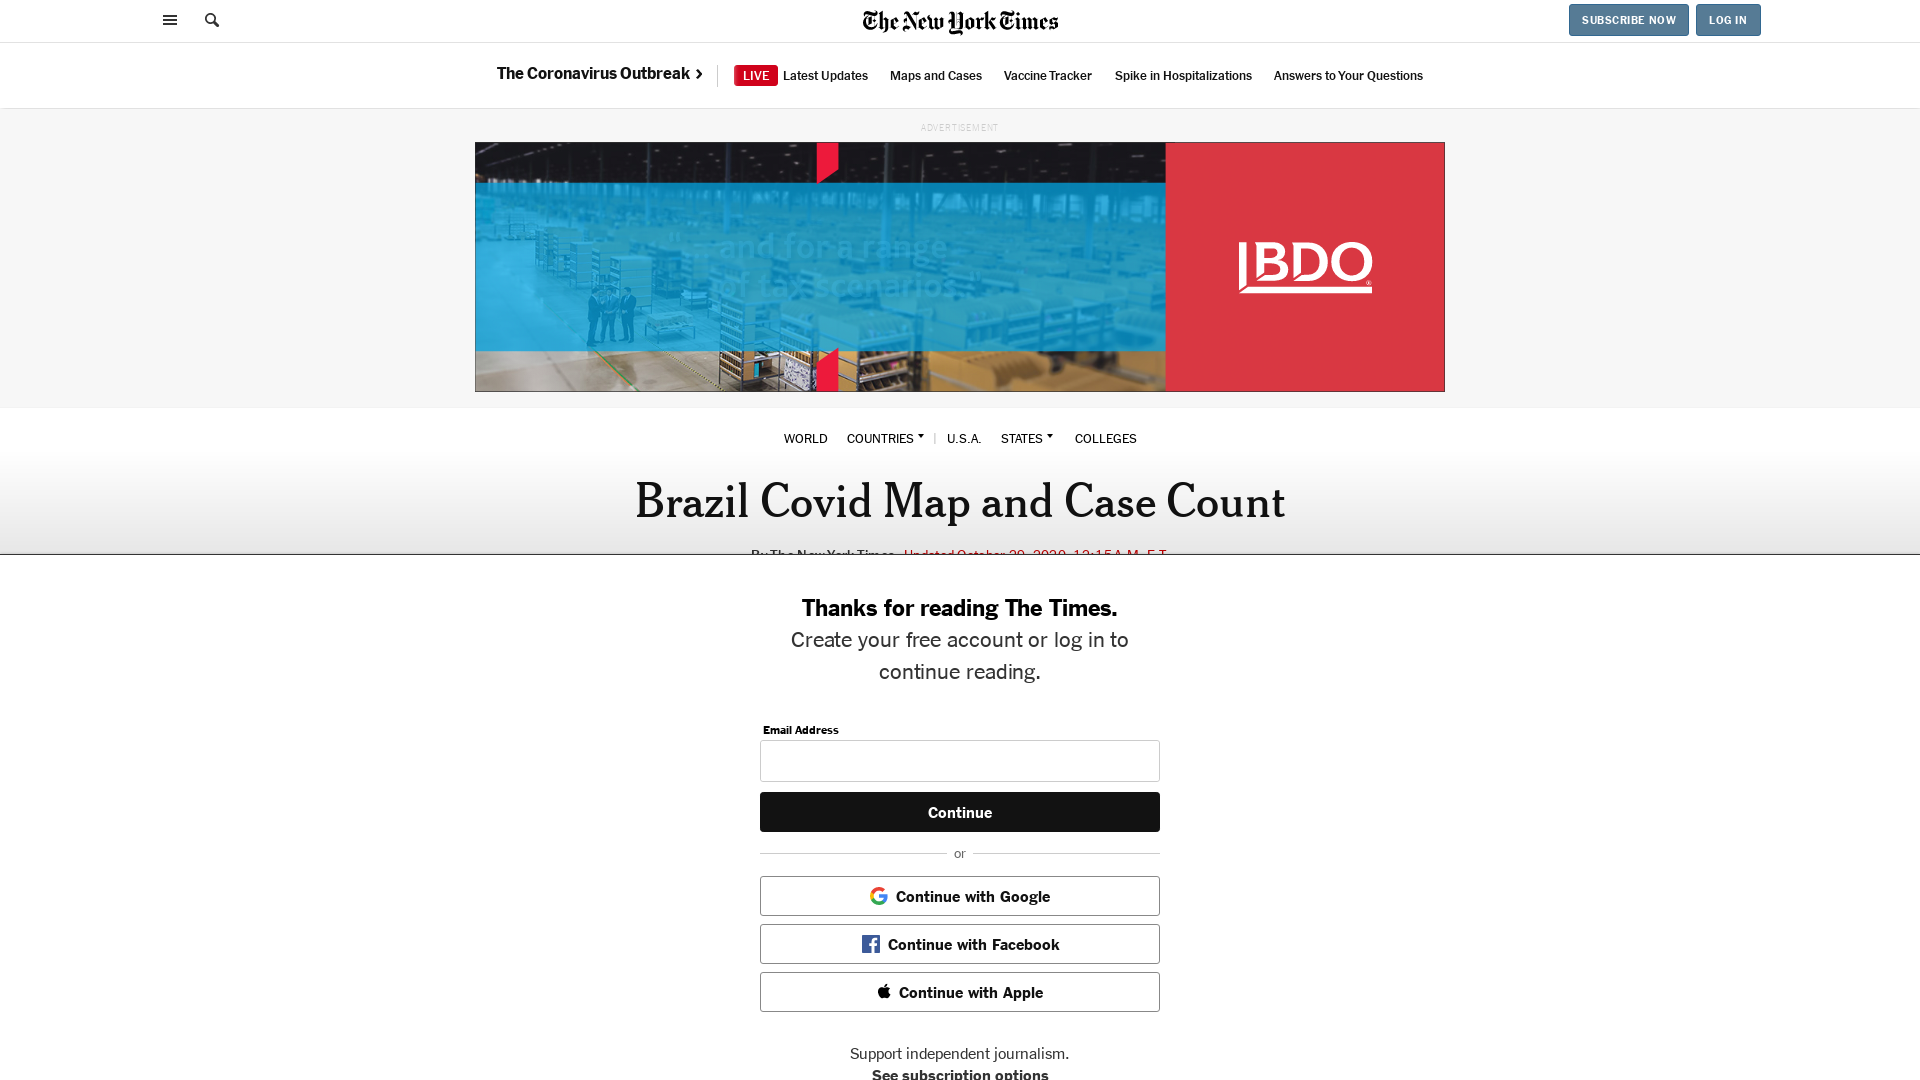 The New York Times
SUBSCRIBE NOW
LOG IN
The Coronavirus Outbreak
LIVE Latest Updates
Maps and Cases
Vaccine Tracker
Spike in Hospitalizations
Answers to Your Questions
ADVERTISEMENT
"... and for a range
of tax scenarios"
BDO
WORLD
COUNTRIES
U.S.A.
STATES
COLLEGES
Brazil Covid Map and Case Count
By The New York Times Updated October 29, 2020, 12:15 A.M. E.T.
Thanks for reading The Times.
Create your free account or log in to
continue reading.
Email Address
Continue
or
Continue with Google
Continue with Facebook
Continue with Apple
Support independent journalism.
See subscription options